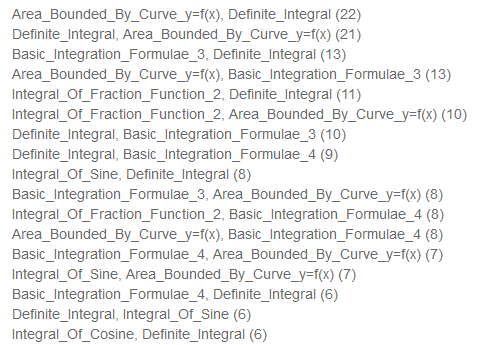 Area_Bounded_By_Curve_y=f(x), Definite_Integral (22)
Definite_Integral, Area_Bounded_By_Curve_y=f(x) (21)
Basic_Integration_Formulae_3, Definite_Integral (13)
Area_Bounded_By_Curve_y=f(x), Basic_Integration_Formulae_3 (13)
Integral_Of_Fraction_Function_2, Definite_Integral (11)
Integral_Of_Fraction_Function_2, Area_Bounded_By_Curve_y=f(x) (10)
Definite_Integral, Basic_Integration_Formulae_3 (10)
Definite_Integral, Basic_Integration_Formulae_4 (9)
Integral_Of_Sine, Definite_Integral (8)
Basic_Integration_Formulae_3, Area_Bounded_By_Curve_y=f(x) (8)
Integral_Of_Fraction_Function_2, Basic_Integration_Formulae_4 (8)
Area_Bounded_By_Curve_y=f(x), Basic_Integration_Formulae_4 (8)
Basic_Integration_Formulae_4, Area_Bounded_By_Curve_y=f(x) (7)
Integral_Of_Sine, Area_Bounded_By_Curve_y=f(x) (7)
Basic_Integration_Formulae_4, Definite_Integral (6)
Definite_Integral, Integral_Of_Sine (6)
Integral_Of_Cosine, Definite_Integral (6)